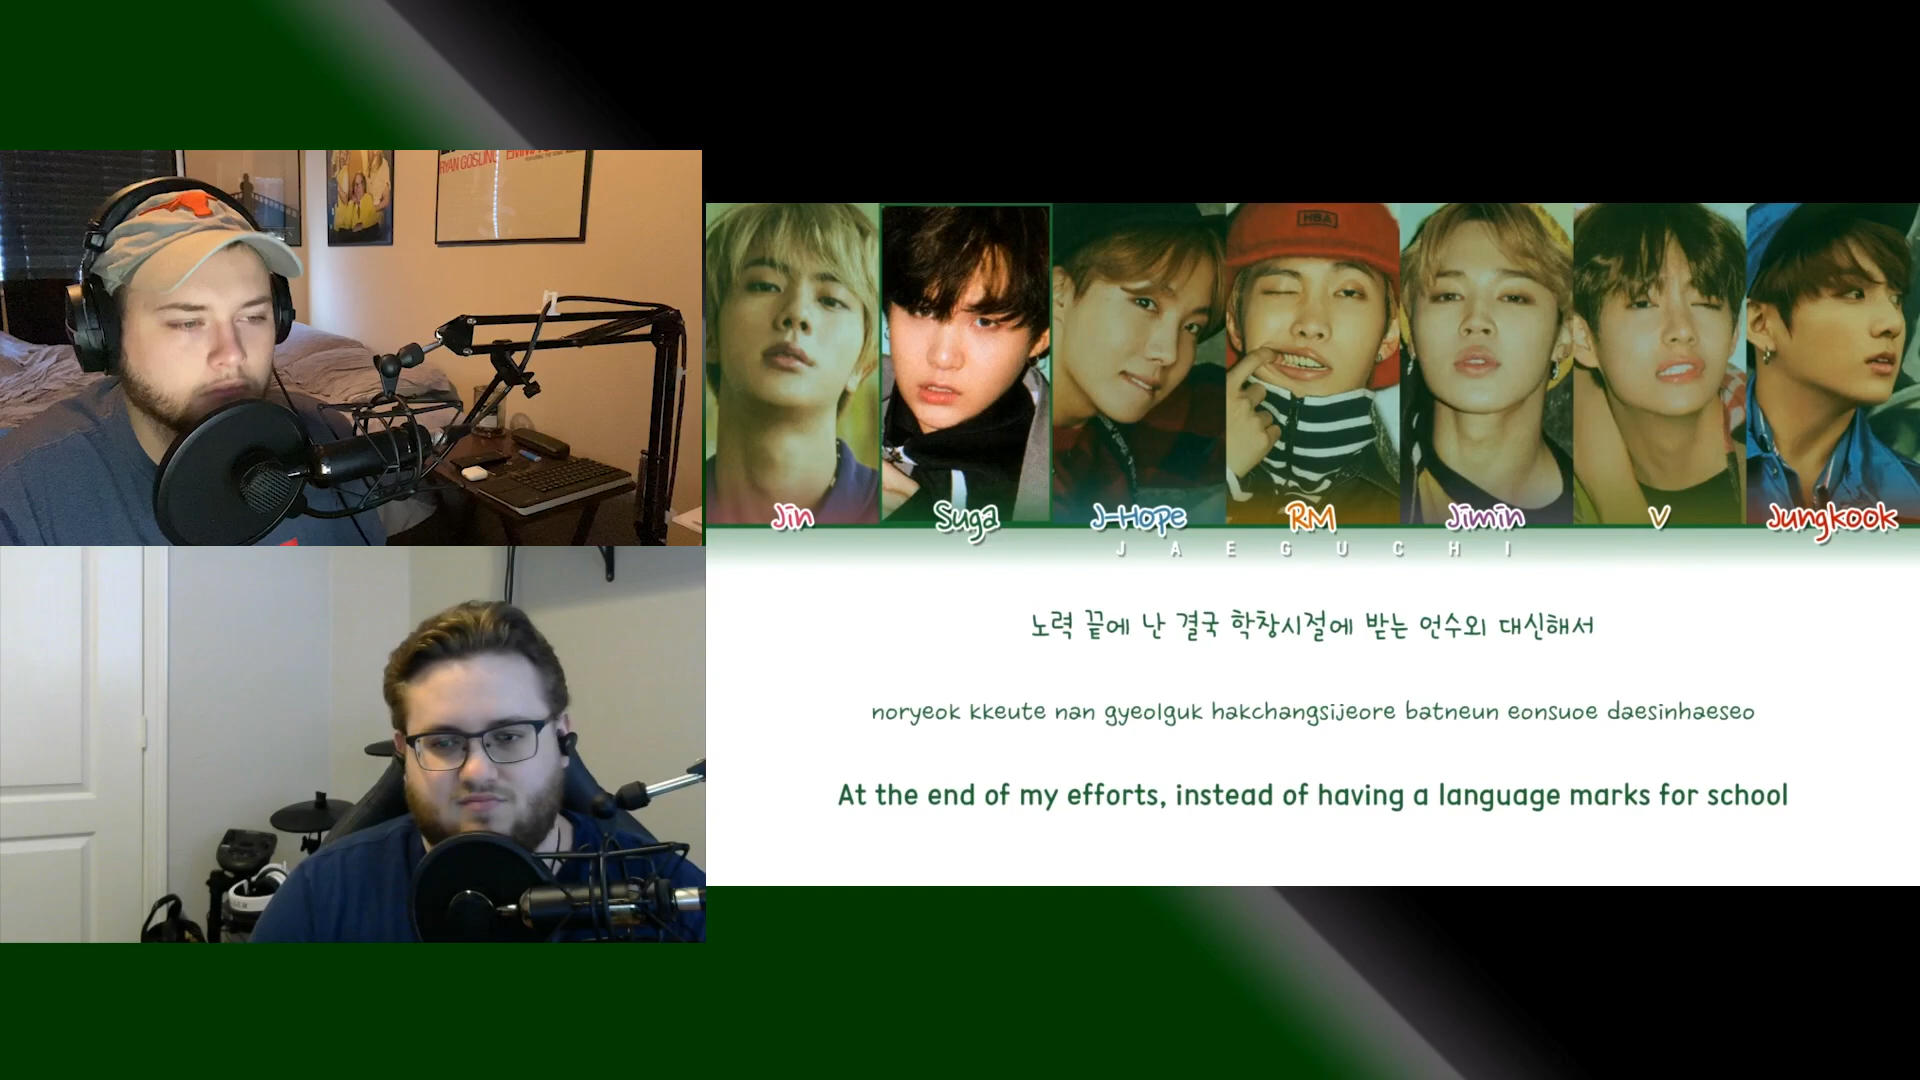 RYAN GOSLING
HBA
Jin
Suga
J-Hope
RM
Jimin
V
Jungkook
JAEGUCHI
노력 끝에 난 결국 학창시절에 받는 언수외 대신해서
noryeok kkeute nan gyeolguk hakchangsijeore batneun eonsuoe daesinhaeseo
At the end of my efforts, instead of having a language marks for school